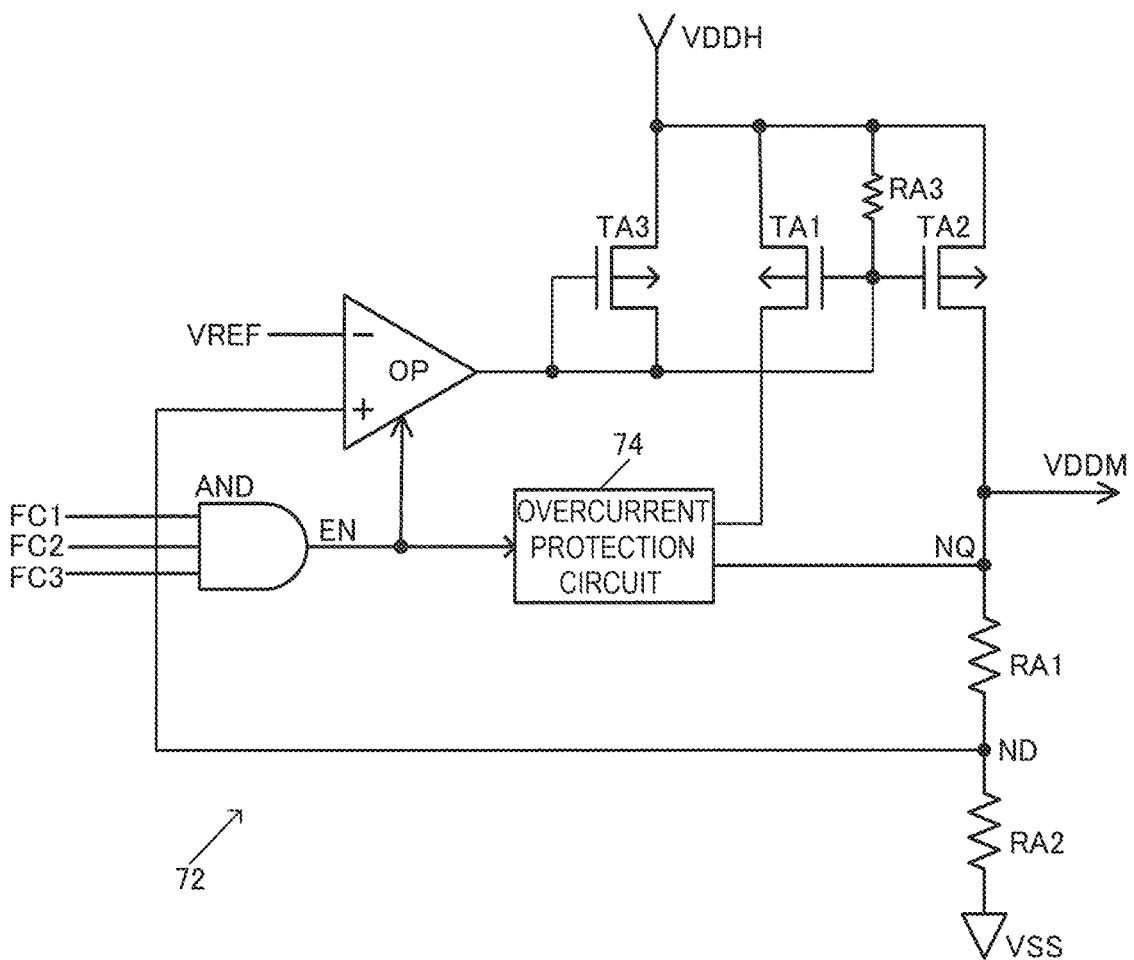 VDDH
RA3
TA3
TA1
TA2
VREF
−
OP
+
74
VDDM
AND
FC1
FC2
FC3
EN
OVERCURRENT
PROTECTION
CIRCUIT
NQ
RA1
ND
RA2
72
VSS